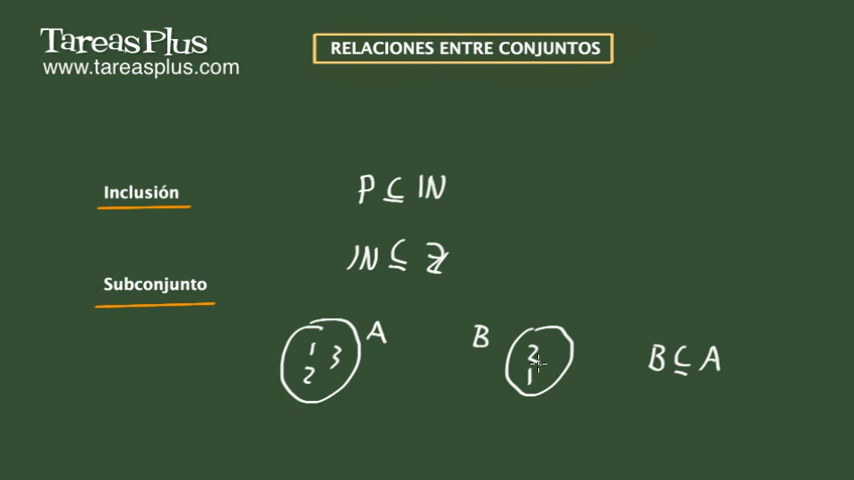 TareasPlus
www.tareasplus.com
RELACIONES ENTRE CONJUNTOS
Inclusión
P ⊆ IN
IN ⊆ Z
Subconjunto
A
1 3
2
B
2
1
B ⊆ A